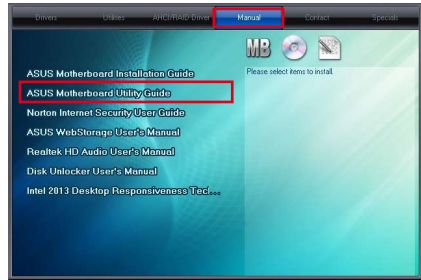 Drivers Utilities AHCI/RAID Driver Manual Contact Specials
MB
Please select items to install.
ASUS Motherboard Installation Guide
ASUS Motherboard Utility Guide
Norton Internet Security User Guide
ASUS WebStorage User's Manual
Realtek HD Audio User's Manual
Disk Unlocker User's Manual
Intel 2013 Desktop Responsiveness Tecl...